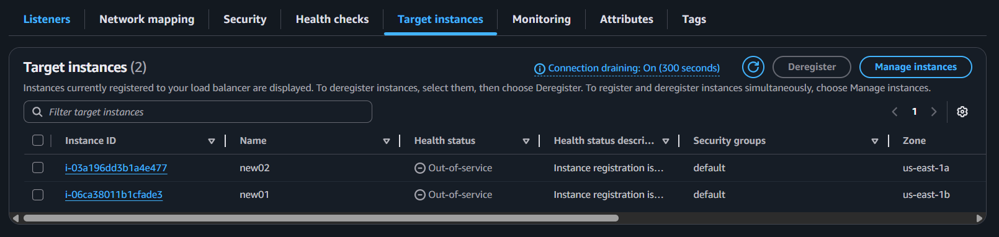 Listeners Network mapping Security Health checks Target instances Monitoring Attributes Tags
Target instances (2) Connection draining: On (300 seconds) Deregister Manage instances
Instances currently registered to your load balancer are displayed. To deregister instances, select them, then choose Deregister. To register and deregister instances simultaneously, choose Manage instances.
Filter target instances 1
Instance ID Name Health status Health status descri... Security groups Zone
i-03a196dd3b1a4e477 new02 Out-of-service Instance registration is... default us-east-1a
i-06ca38011b1cfade3 new01 Out-of-service Instance registration is... default us-east-1b